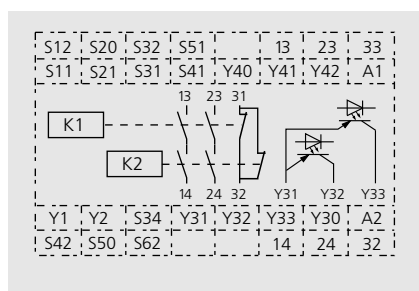 S12 S20 S32 S51 13 23 33
S11 S21 S31 S41 Y40 Y41 Y42 A1
13 23 31
K1
K2
14 24 32 Y31 Y32 Y33
Y1 Y2 S34 Y31 Y32 Y33 Y30 A2
S42 S50 S62 14 24 32